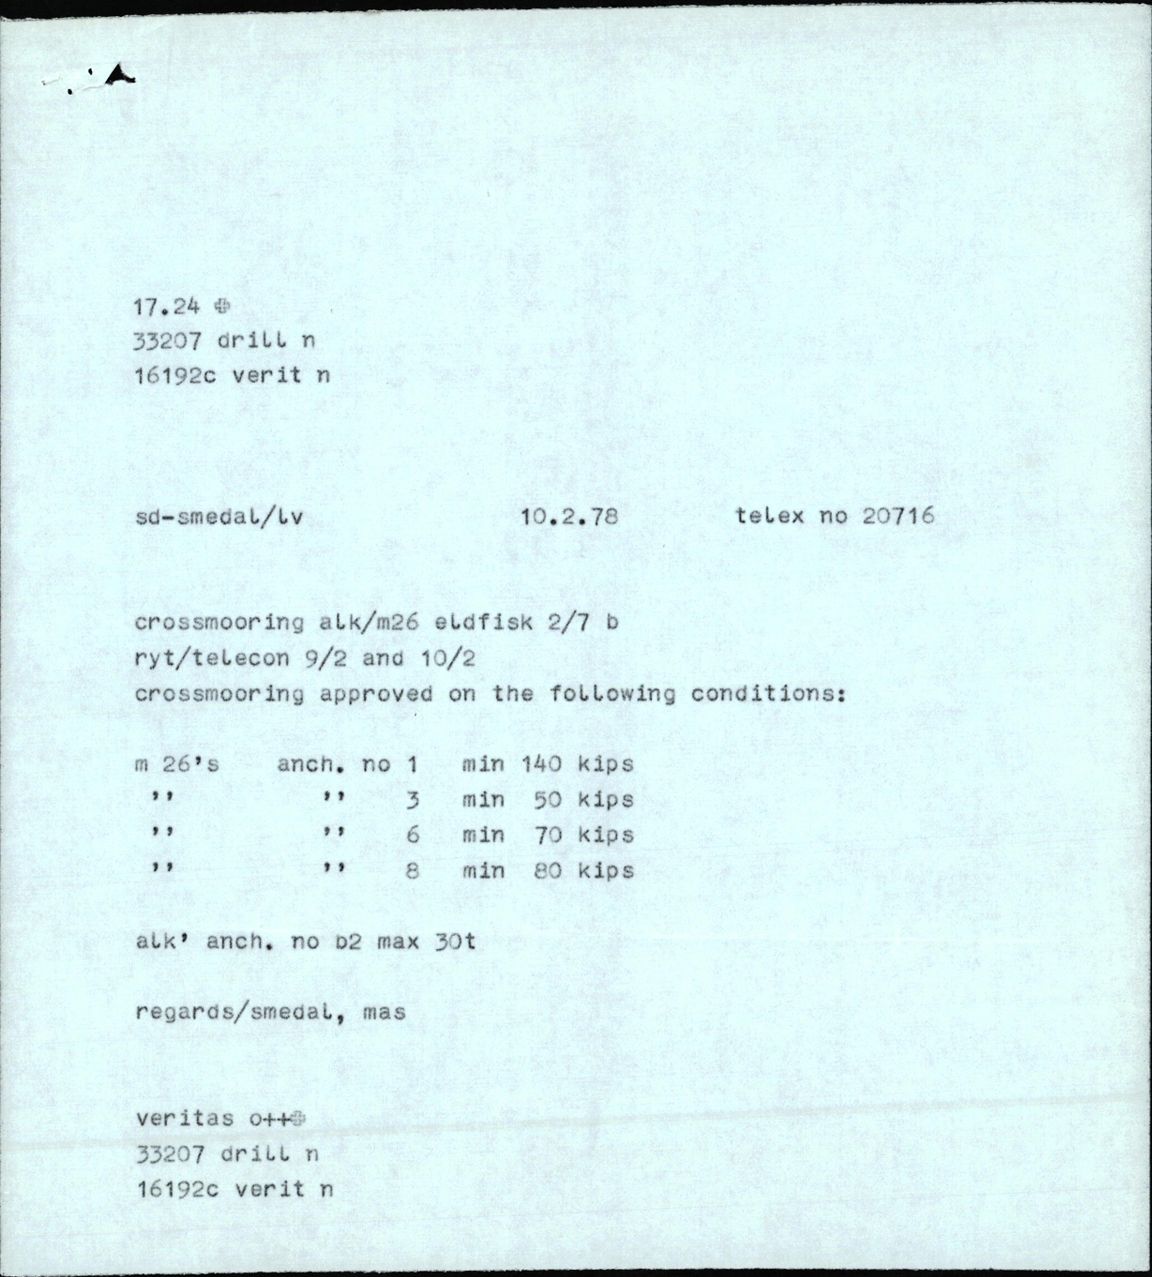 17.24 ✠
33207 drill n
16192c verit n
sd-smedal/lv 10.2.78 telex no 20716
crossmooring alk/m26 eldfisk 2/7 b
ryt/telecon 9/2 and 10/2
crossmooring approved on the following conditions:
m 26's anch. no 1 min 140 kips
'' '' 3 min 50 kips
'' '' 6 min 70 kips
'' '' 8 min 80 kips
alk' anch. no b2 max 30t
regards/smedal, mas
veritas o++✠
33207 drill n
16192c verit n